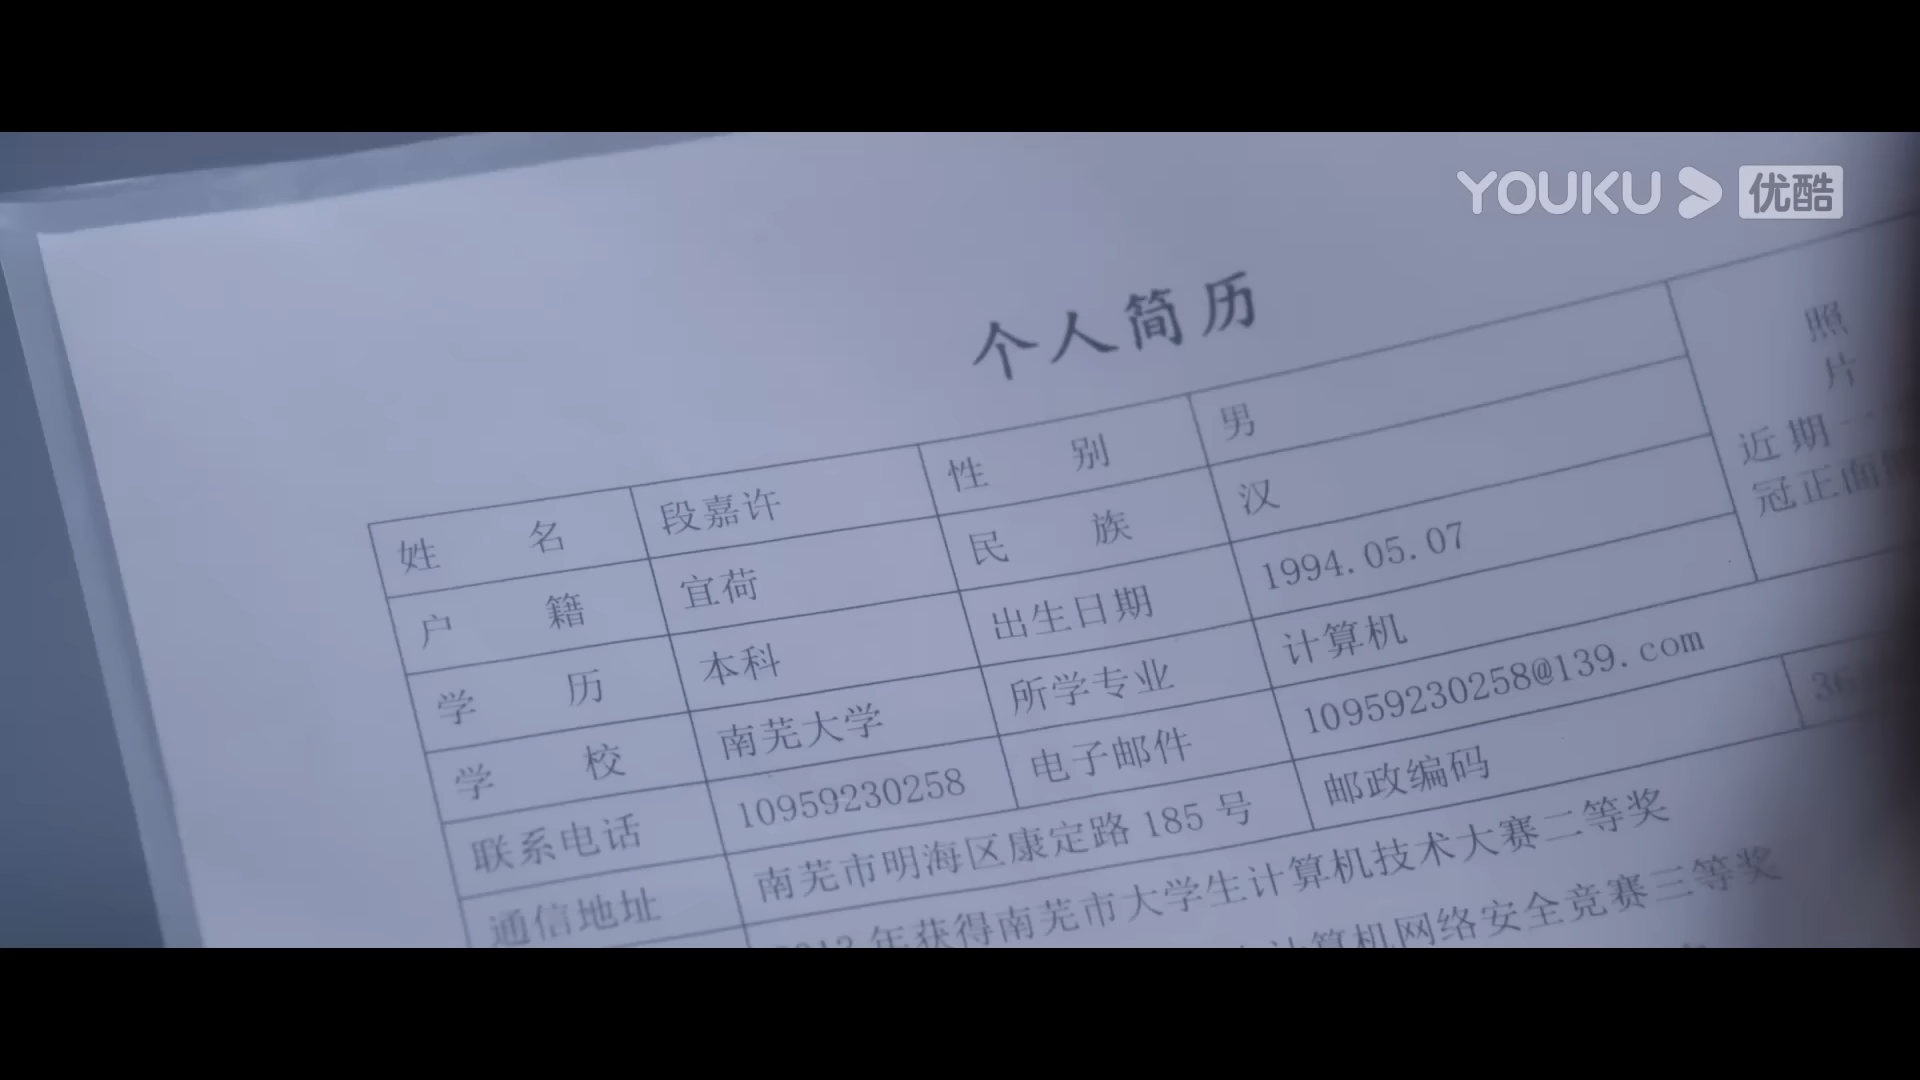 YOUKU 优酷
个人简历
姓名 段嘉许 性别 男
照片
户籍 宜荷 民族 汉
近期一
冠正面
学历 本科 出生日期 1994.05.07
学校 南芜大学 所学专业 计算机
联系电话 10959230258 电子邮件 10959230258@139.com
通信地址 南芜市明海区康定路185号 邮政编码
年获得南芜市大学生计算机技术大赛二等奖
计算机网络安全竞赛三等奖